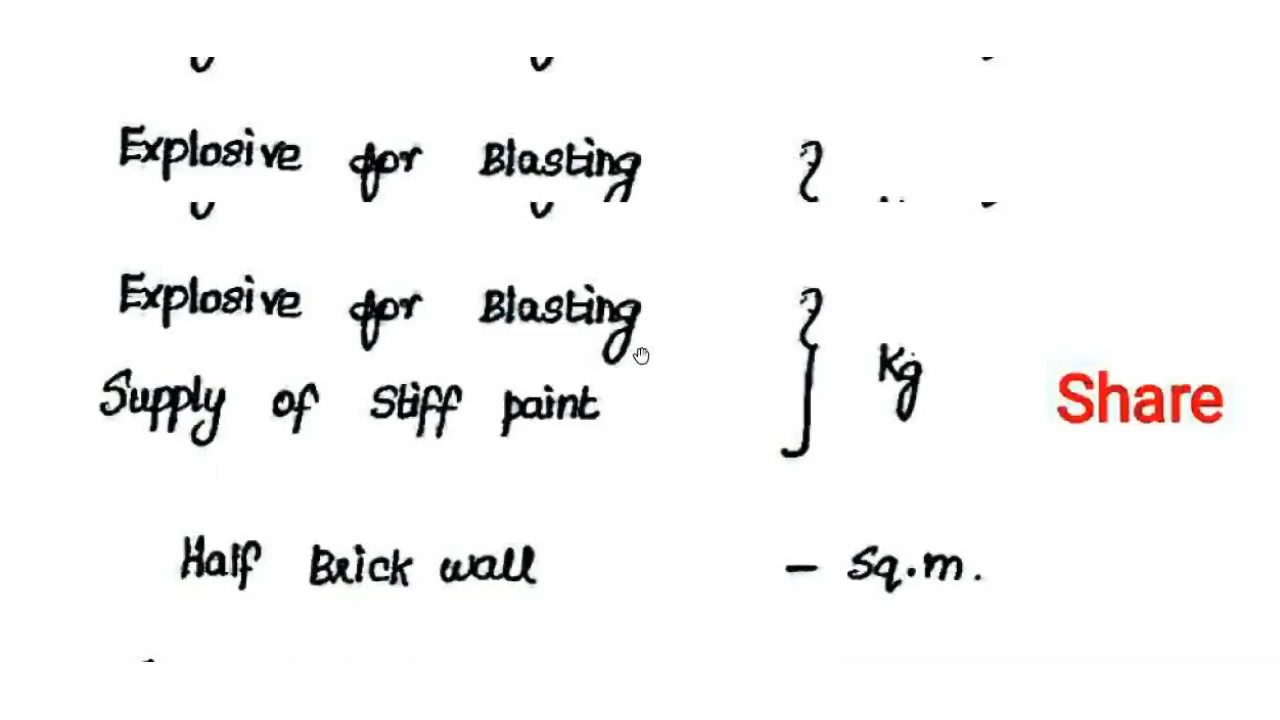 Explosive for Blasting }
Explosive for Blasting
Supply of Stiff paint } Kg
Share
Half Brick wall - Sq.m.